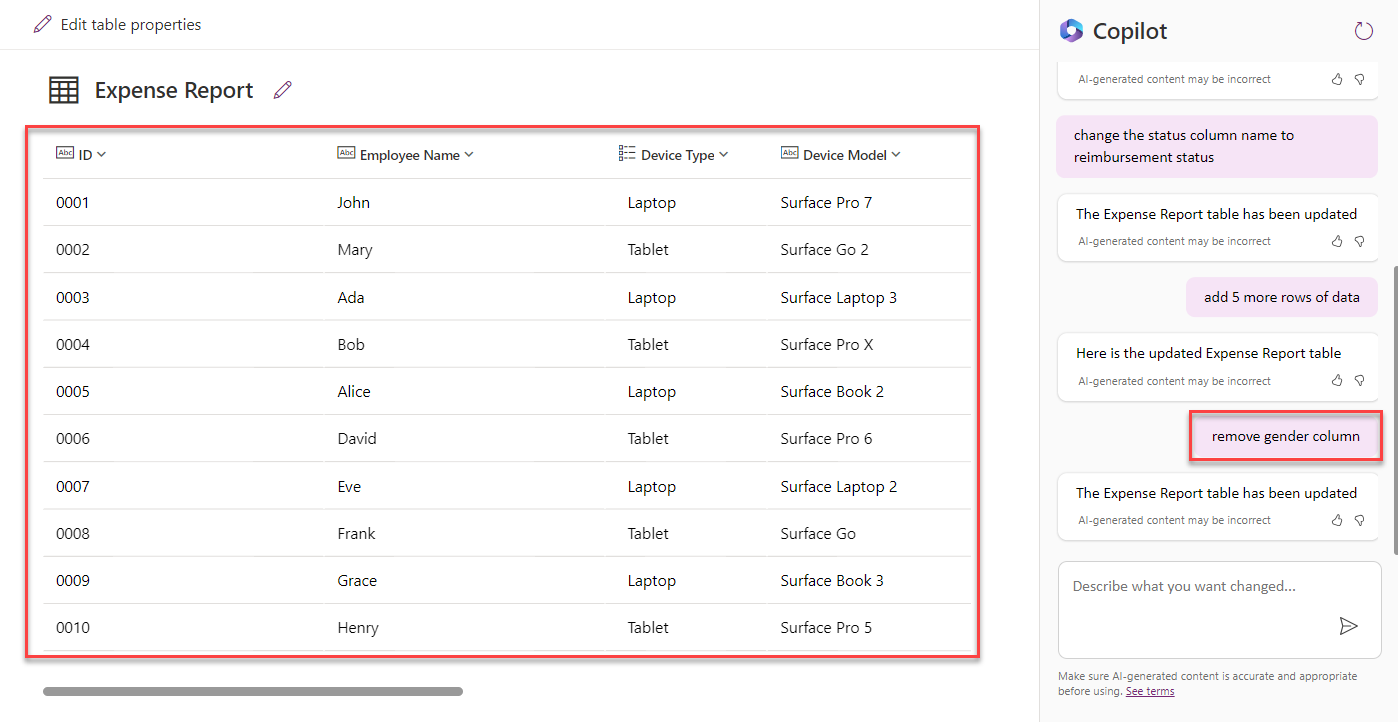 Edit table properties
Expense Report
Abc ID Abc Employee Name Device Type Abc Device Model
0001 John Laptop Surface Pro 7
0002 Mary Tablet Surface Go 2
0003 Ada Laptop Surface Laptop 3
0004 Bob Tablet Surface Pro X
0005 Alice Laptop Surface Book 2
0006 David Tablet Surface Pro 6
0007 Eve Laptop Surface Laptop 2
0008 Frank Tablet Surface Go
0009 Grace Laptop Surface Book 3
0010 Henry Tablet Surface Pro 5
Copilot
AI-generated content may be incorrect
change the status column name to
reimbursement status
The Expense Report table has been updated
AI-generated content may be incorrect
add 5 more rows of data
Here is the updated Expense Report table
AI-generated content may be incorrect
remove gender column
The Expense Report table has been updated
AI-generated content may be incorrect
Describe what you want changed...
Make sure AI-generated content is accurate and appropriate
before using. See terms